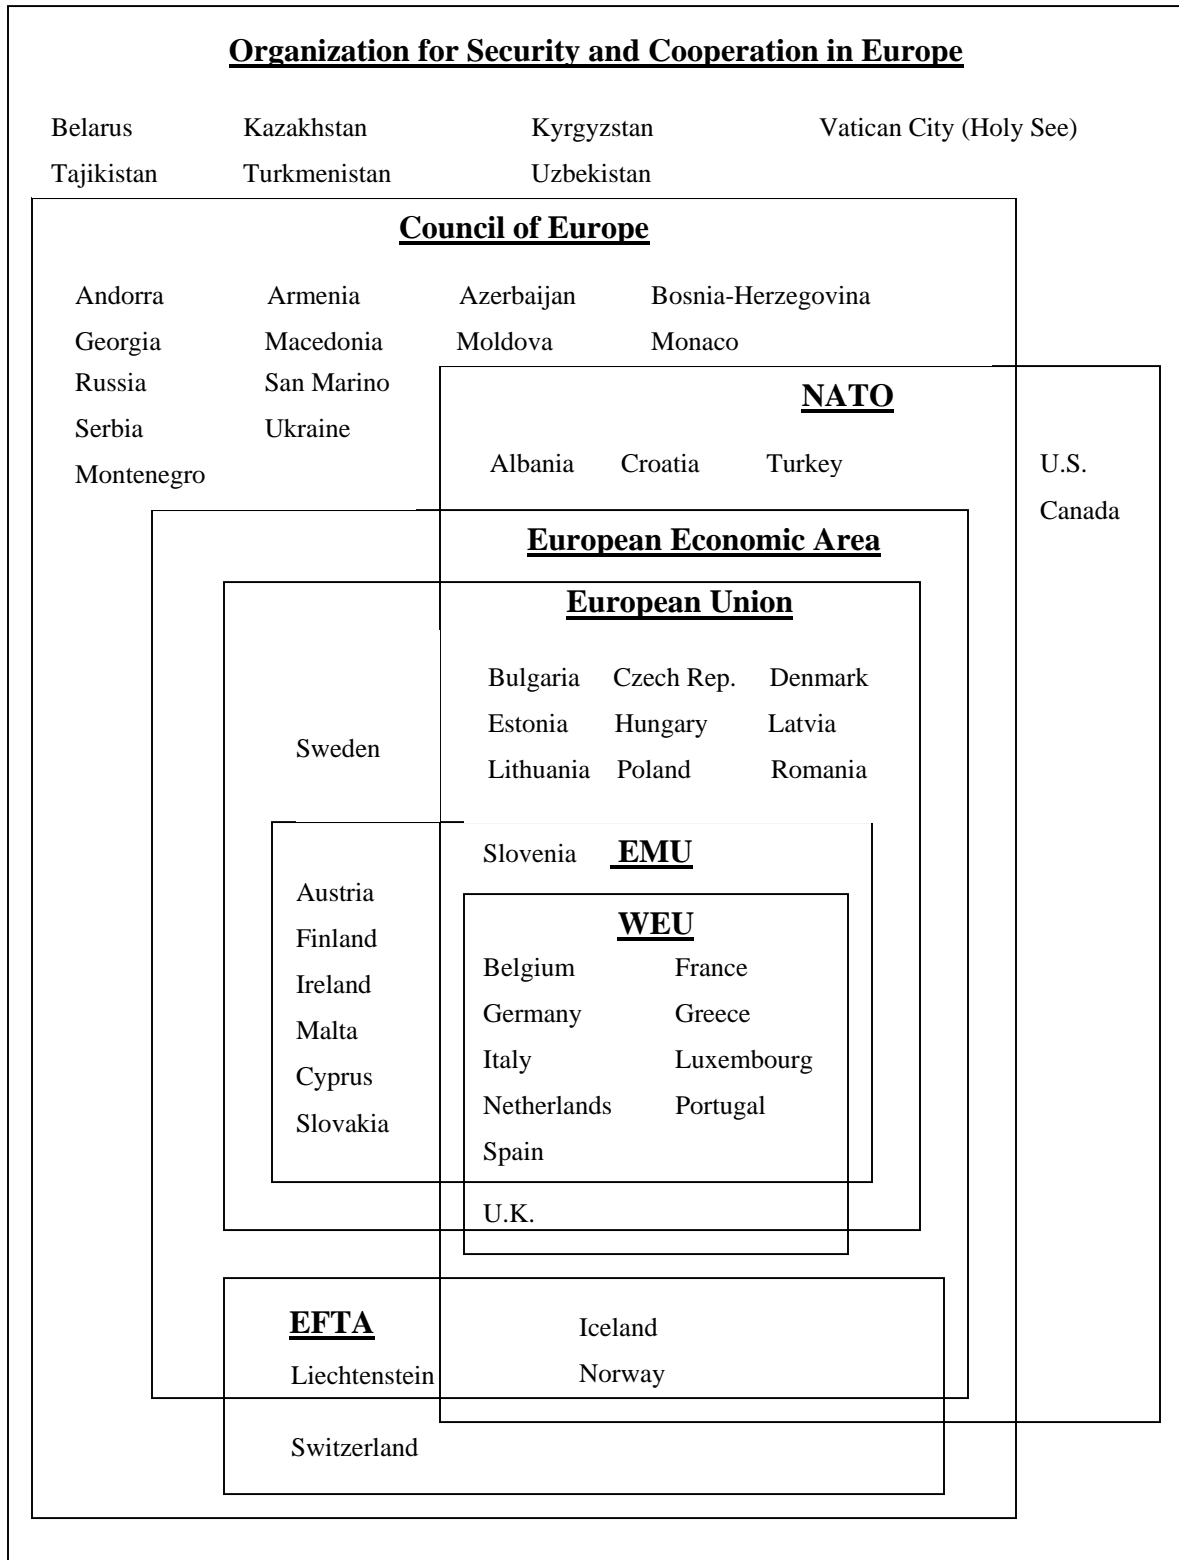 Organization for Security and Cooperation in Europe
Belarus Kazakhstan Kyrgyzstan Vatican City (Holy See)
Tajikistan Turkmenistan Uzbekistan
Council of Europe
Andorra Armenia Azerbaijan Bosnia-Herzegovina
Georgia Macedonia Moldova Monaco
Russia San Marino
NATO
Serbia Ukraine
Albania Croatia Turkey U.S.
Montenegro
Canada
European Economic Area
European Union
Bulgaria Czech Rep. Denmark
Estonia Hungary Latvia
Sweden
Lithuania Poland Romania
Slovenia EMU
Austria
WEU
Finland
Belgium France
Ireland
Germany Greece
Malta
Italy Luxembourg
Cyprus
Netherlands Portugal
Slovakia
Spain
U.K.
EFTA
Iceland
Liechtenstein Norway
Switzerland